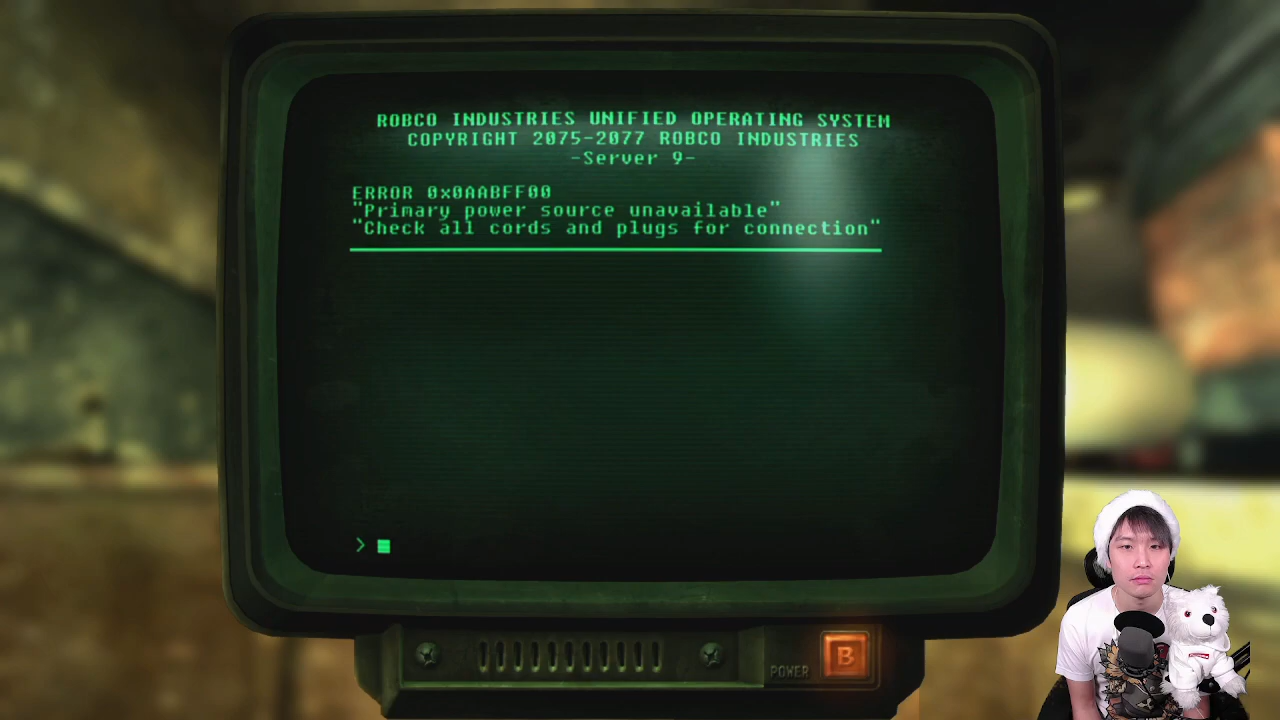 ROBCO INDUSTRIES UNIFIED OPERATING SYSTEM
COPYRIGHT 2075-2077 ROBCO INDUSTRIES
-Server 9-
ERROR 0x0AABFF00
"Primary power source unavailable"
"Check all cords and plugs for connection"
>
POWER B